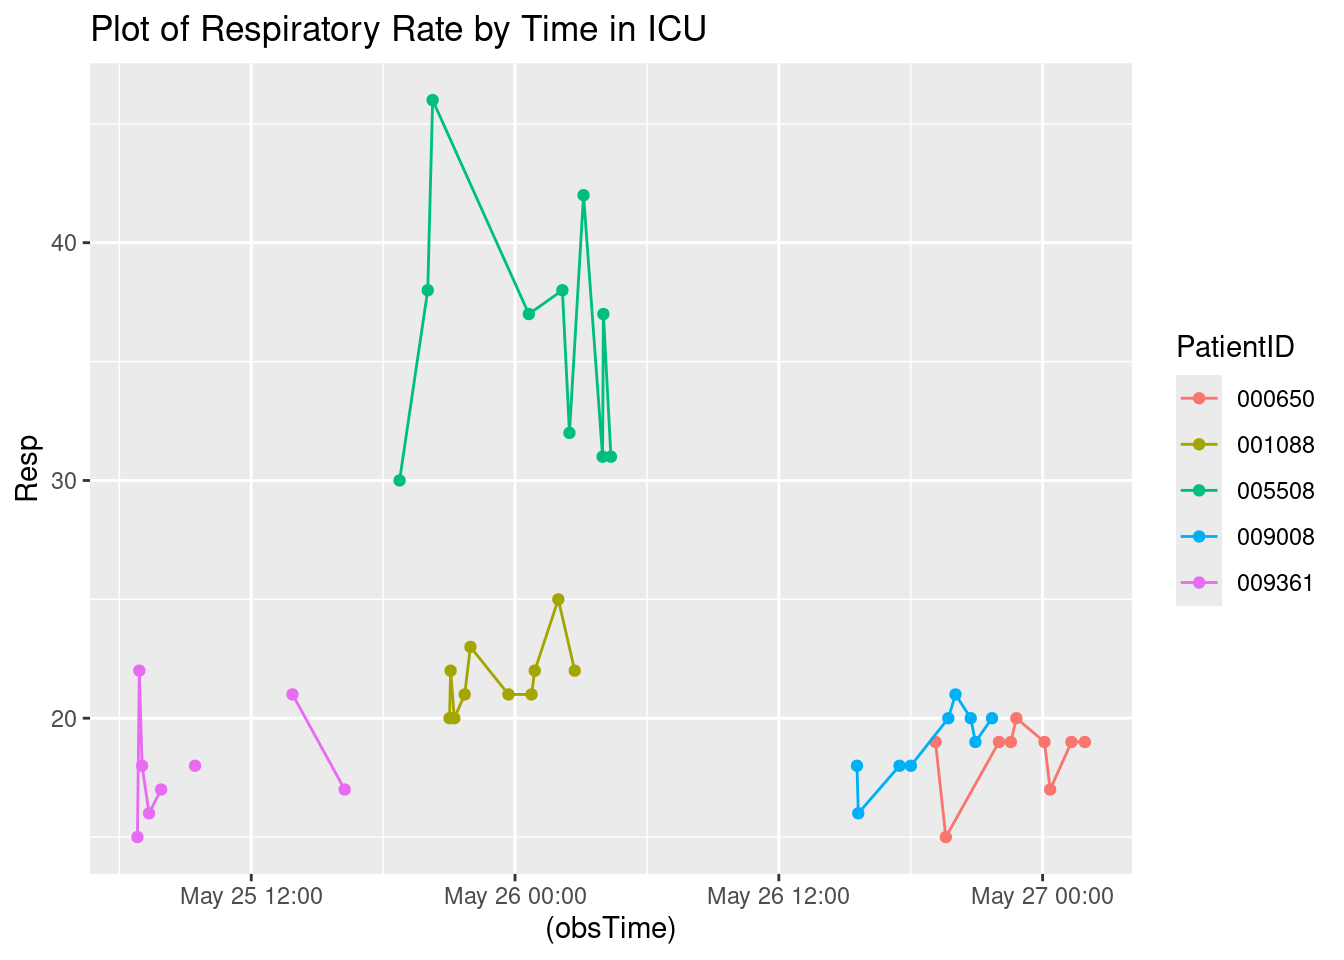 Plot of Respiratory Rate by Time in ICU
40
30
20
Resp
May 25 12:00
May 26 00:00
May 26 12:00
May 27 00:00
(obsTime)
PatientID
000650
001088
005508
009008
009361